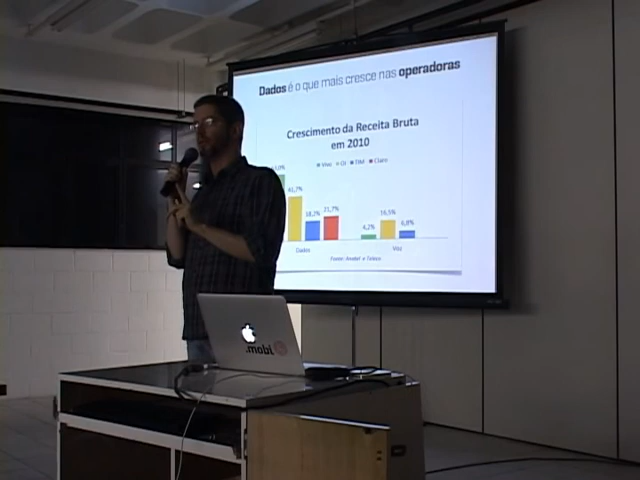 Dados é o que mais cresce nas operadoras
Crescimento da Receita Bruta
em 2010
Vivo Oi TIM Claro
41,7%
18,2%
21,7%
4,2%
16,5%
6,8%
Dados Voz
Fonte: Anatel e Teleco
.mobi